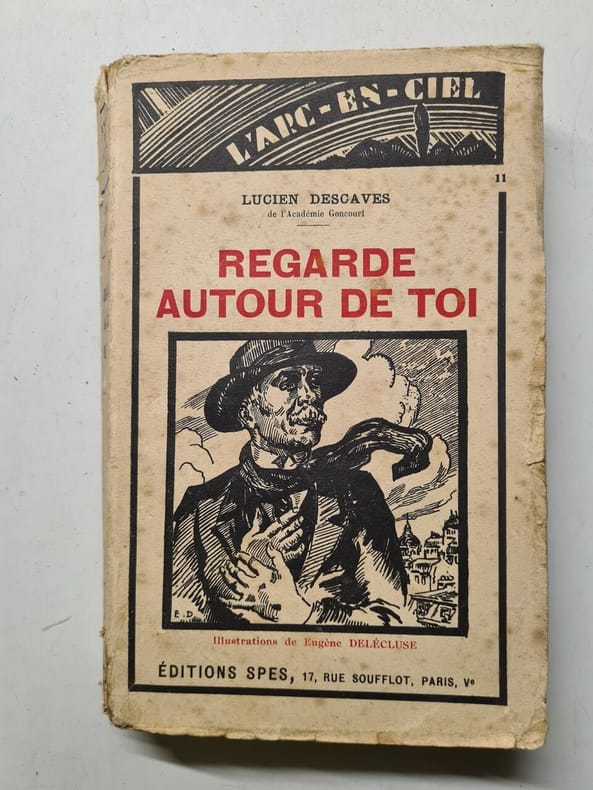 L'ARC-EN-CIEL
11
LUCIEN DESCAVES
de l'Académie Goncourt
REGARDE
AUTOUR DE TOI
E.D
Illustrations de Eugène DELÉCLUSE
ÉDITIONS SPES, 17, RUE SOUFFLOT, PARIS, Ve